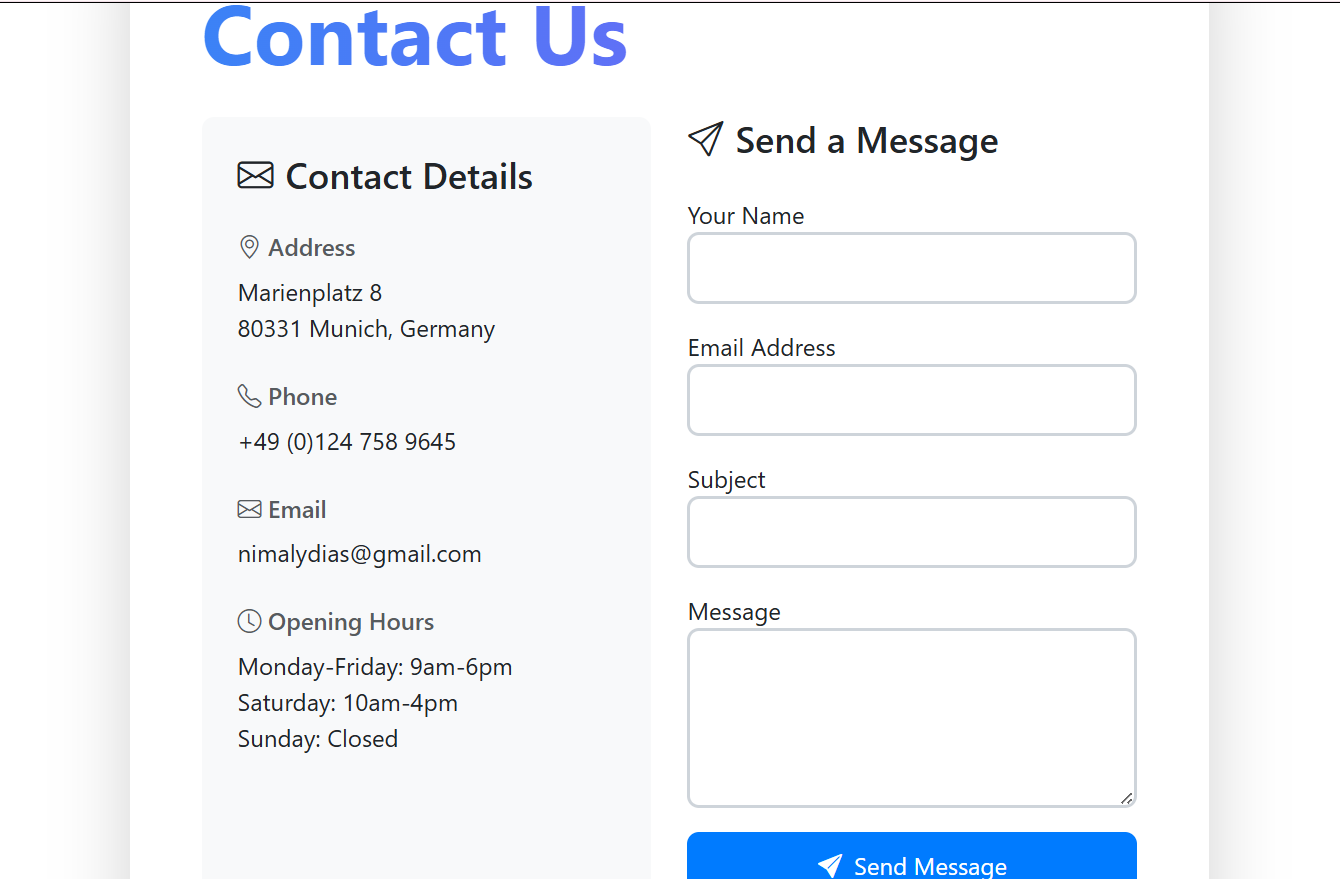 Contact Us
Contact Details
Address
Marienplatz 8
80331 Munich, Germany
Phone
+49 (0)124 758 9645
Email
nimalydias@gmail.com
Opening Hours
Monday-Friday: 9am-6pm
Saturday: 10am-4pm
Sunday: Closed
Send a Message
Your Name
Email Address
Subject
Message
Send Message